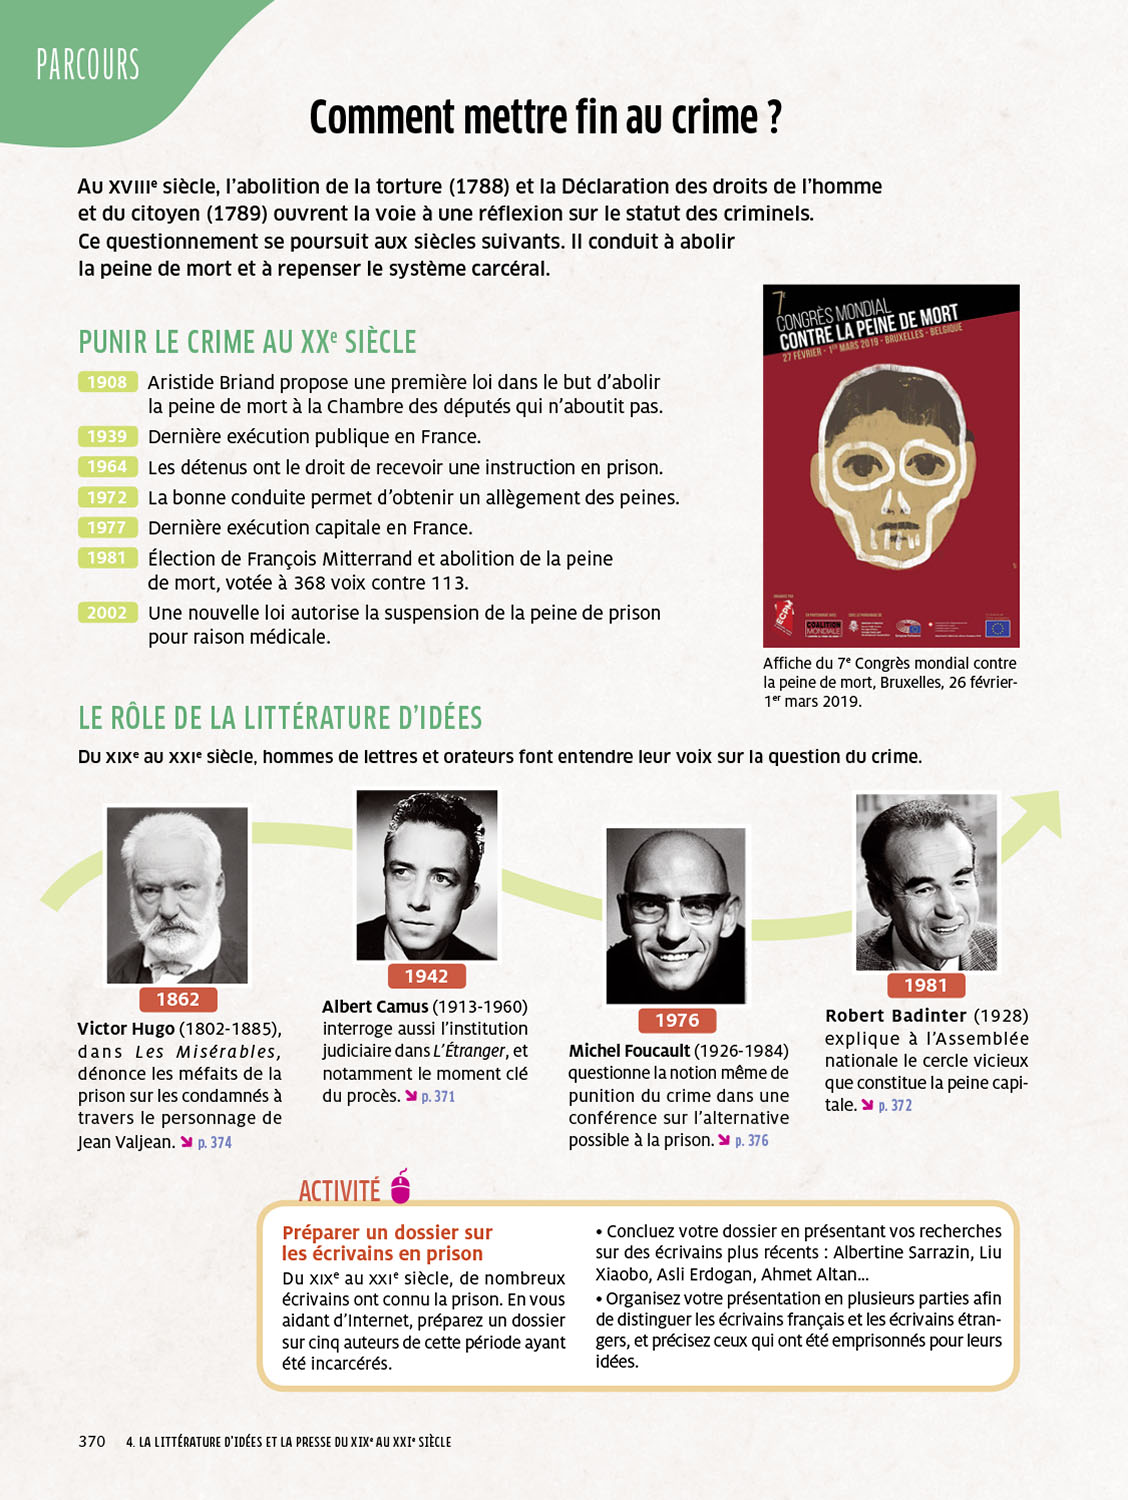 PARCOURS
Comment mettre fin au crime ?
Au XVIIIe siècle, l'abolition de la torture (1788) et la Déclaration des droits de l'homme
et du citoyen (1789) ouvrent la voie à une réflexion sur le statut des criminels.
Ce questionnement se poursuit aux siècles suivants. Il conduit à abolir
la peine de mort et à repenser le système carcéral.
PUNIR LE CRIME AU XXe SIÈCLE
1908 Aristide Briand propose une première loi dans le but d'abolir
la peine de mort à la Chambre des députés qui n'aboutit pas.
1939 Dernière exécution publique en France.
1964 Les détenus ont le droit de recevoir une instruction en prison.
1972 La bonne conduite permet d'obtenir un allègement des peines.
1977 Dernière exécution capitale en France.
1981 Élection de François Mitterrand et abolition de la peine
de mort, votée à 368 voix contre 113.
2002 Une nouvelle loi autorise la suspension de la peine de prison
pour raison médicale.
7E
CONGRÈS MONDIAL
CONTRE LA PEINE DE MORT
27 FÉVRIER - 1ER MARS 2019 - BRUXELLES - BELGIQUE
ECPM
COALITION
MONDIALE
Affiche du 7e Congrès mondial contre
la peine de mort, Bruxelles, 26 février-
1er mars 2019.
LE RÔLE DE LA LITTÉRATURE D'IDÉES
Du XIXe au XXIe siècle, hommes de lettres et orateurs font entendre leur voix sur la question du crime.
1862
Victor Hugo (1802-1885),
dans Les Misérables,
dénonce les méfaits de la
prison sur les condamnés à
travers le personnage de
Jean Valjean. p. 374
1942
Albert Camus (1913-1960)
interroge aussi l'institution
judiciaire dans L'Étranger, et
notamment le moment clé
du procès. p. 371
1976
Michel Foucault (1926-1984)
questionne la notion même de
punition du crime dans une
conférence sur l'alternative
possible à la prison. p. 376
1981
Robert Badinter (1928)
explique à l'Assemblée
nationale le cercle vicieux
que constitue la peine capi-
tale. p. 372
ACTIVITÉ
Préparer un dossier sur
les écrivains en prison
Du XIXe au XXIe siècle, de nombreux
écrivains ont connu la prison. En vous
aidant d'Internet, préparez un dossier
sur cinq auteurs de cette période ayant
été incarcérés.
• Concluez votre dossier en présentant vos recherches
sur des écrivains plus récents : Albertine Sarrazin, Liu
Xiaobo, Asli Erdogan, Ahmet Altan...
• Organisez votre présentation en plusieurs parties afin
de distinguer les écrivains français et les écrivains étran-
gers, et précisez ceux qui ont été emprisonnés pour leurs
idées.
370 4. LA LITTÉRATURE D'IDÉES ET LA PRESSE DU XIXe AU XXIe SIÈCLE